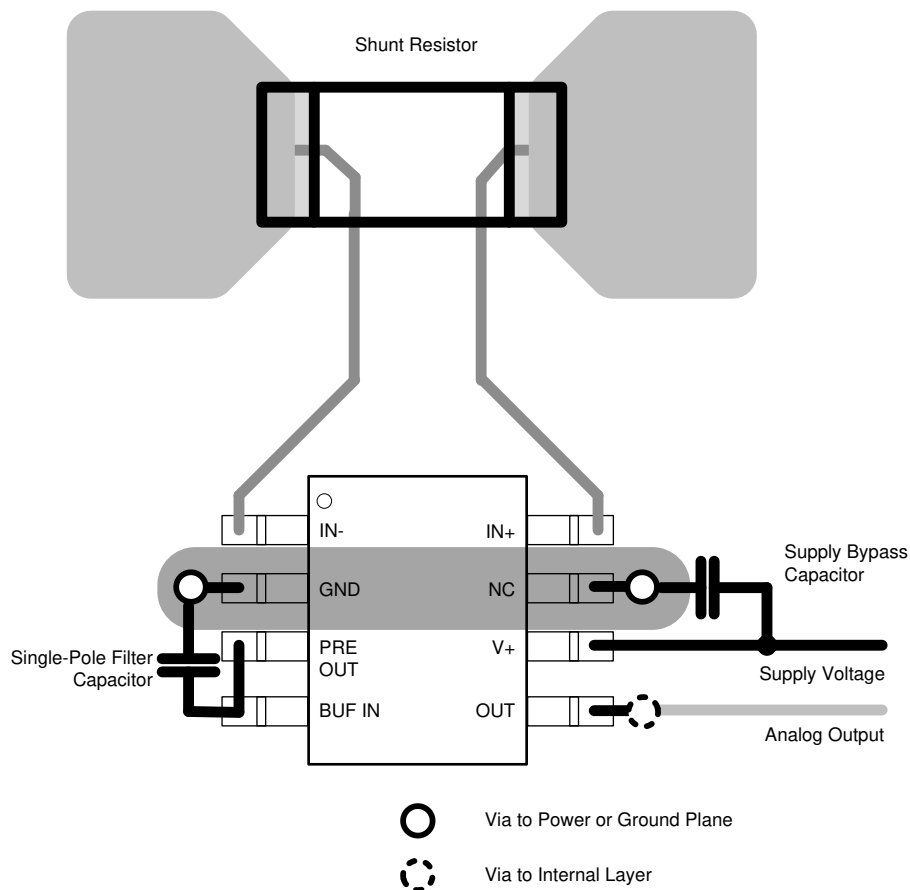 Shunt Resistor
IN-
IN+
GND
NC
PRE
OUT
V+
BUF IN
OUT
Supply Bypass
Capacitor
Single-Pole Filter
Capacitor
Supply Voltage
Analog Output
Via to Power or Ground Plane
Via to Internal Layer